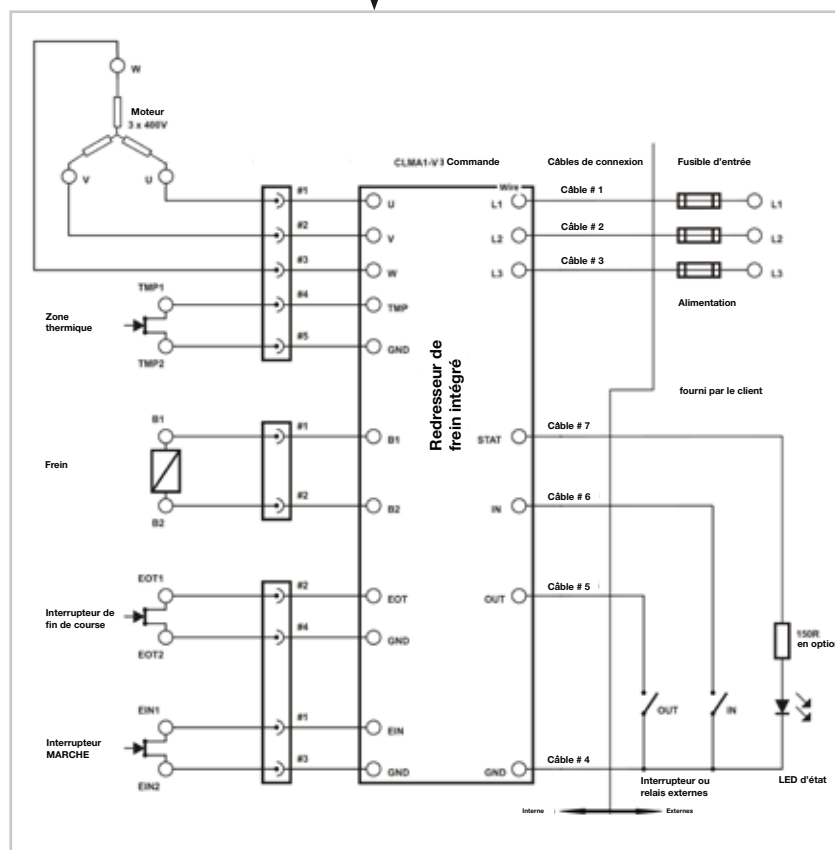 W
Moteur
3 x 400V
V
U
CLMA1-V3 Commande
Câbles de connexion
Fusible d'entrée
Wire
#1
U
L1
Câble # 1
L1
#2
V
L2
Câble # 2
L2
#3
W
L3
Câble # 3
L3
TMP1
#4
TMP
Alimentation
Zone
thermique
#5
GND
TMP2
Redresseur de
frein intégré
fourni par le client
B1
#1
B1
STAT
Câble # 7
Frein
#2
B2
IN
Câble # 6
B2
EOT1
#2
EOT
OUT
Câble # 5
Interrupteur de
fin de course
#4
GND
EOT2
150R
en optio
EIN1
OUT
IN
#1
EIN
Interrupteur
MARCHE
#3
GND
GND
Câble # 4
EIN2
Interrupteur ou
relais externes
LED d'état
Interne
Externes